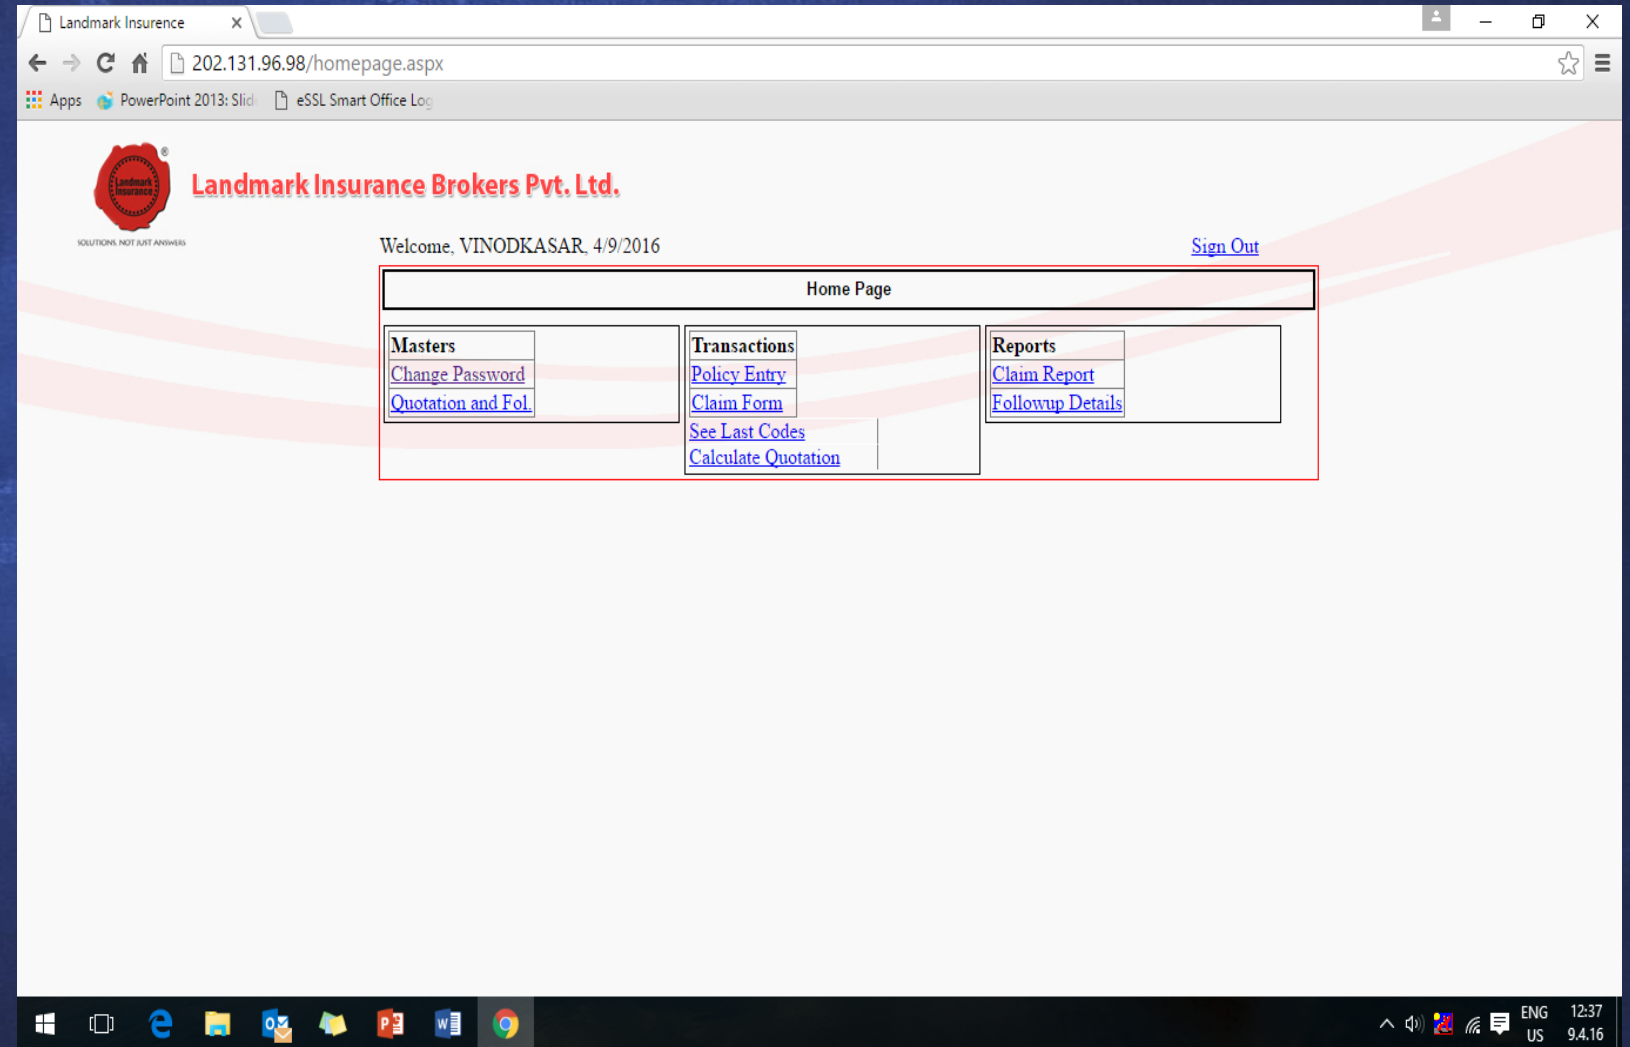 Landmark Insurence
202.131.96.98/homepage.aspx
Apps PowerPoint 2013: Slid eSSL Smart Office Log
Landmark Insurance ®
SOLUTIONS, NOT JUST ANSWERS
Landmark Insurance Brokers Pvt. Ltd.
Welcome, VINODKASAR, 4/9/2016 Sign Out
Home Page
Masters
Change Password
Quotation and Fol.
Transactions
Policy Entry
Claim Form
See Last Codes
Calculate Quotation
Reports
Claim Report
Followup Details
ENG 12:37
US 9.4.16